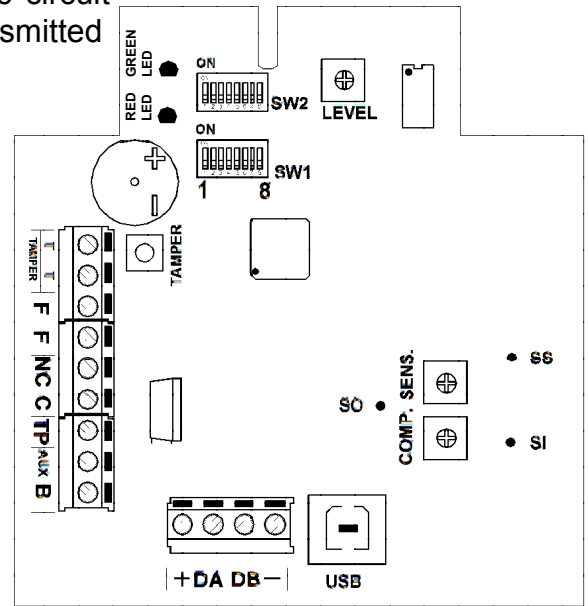 circuit
smitted
GREEN
LED
RED
LED
ON
SW2
LEVEL
ON
SW1
1 8
TAMPER
T
T
TAMPER
F
F
NC
C
TP
AUX
B
COMP. SENS.
SO
SS
SI
+ DA DB -
USB